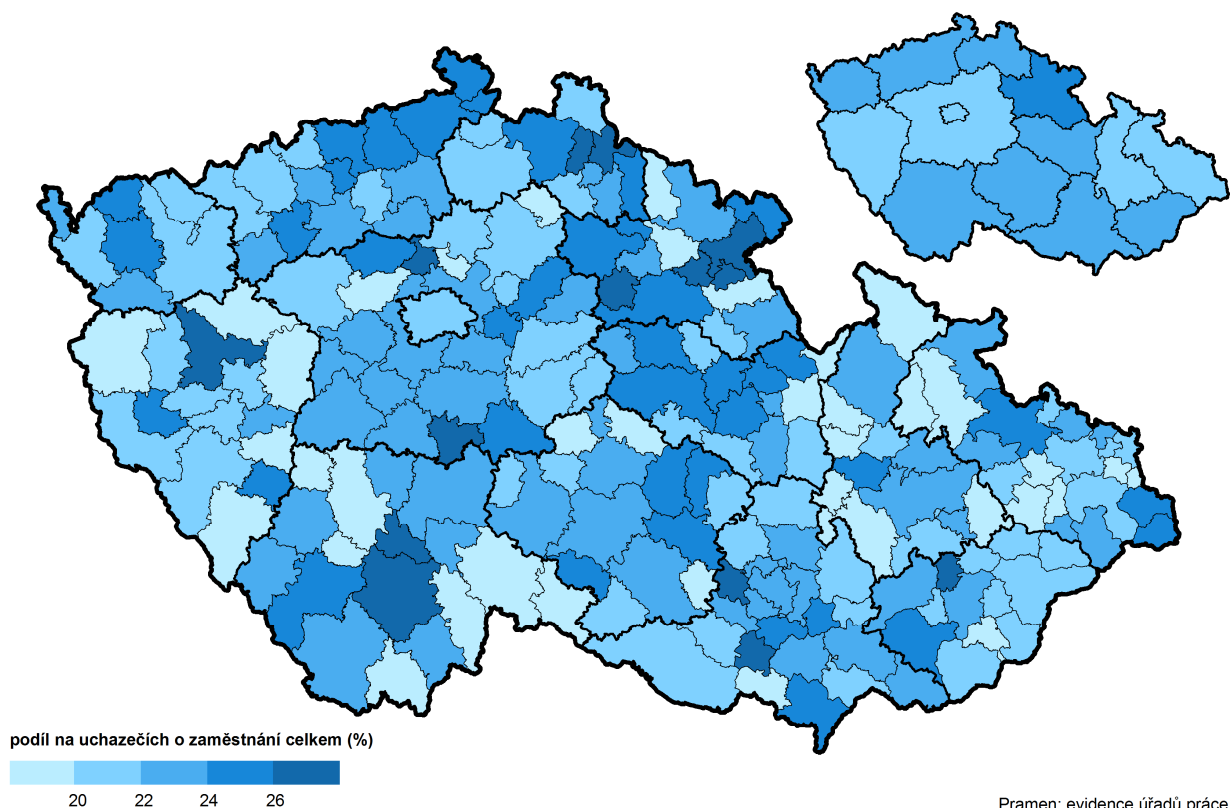 podíl na uchazečích o zaměstnání celkem (%)
20 22 24 26
Pramen: evidence úřadů práce